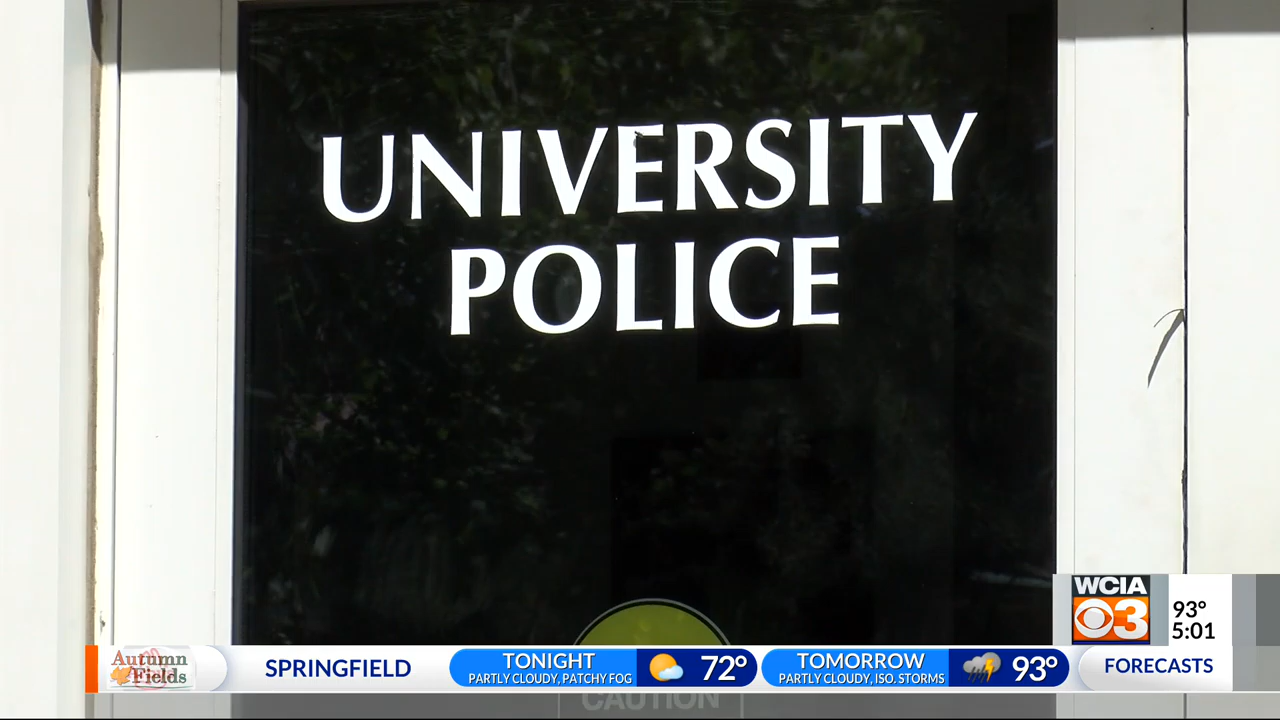 UNIVERSITY
POLICE
WCIA
3
93°
5:01
Autumn
Fields
SPRINGFIELD
TONIGHT
PARTLY CLOUDY, PATCHY FOG
72°
TOMORROW
PARTLY CLOUDY, ISO. STORMS
93°
FORECASTS
CAUTION